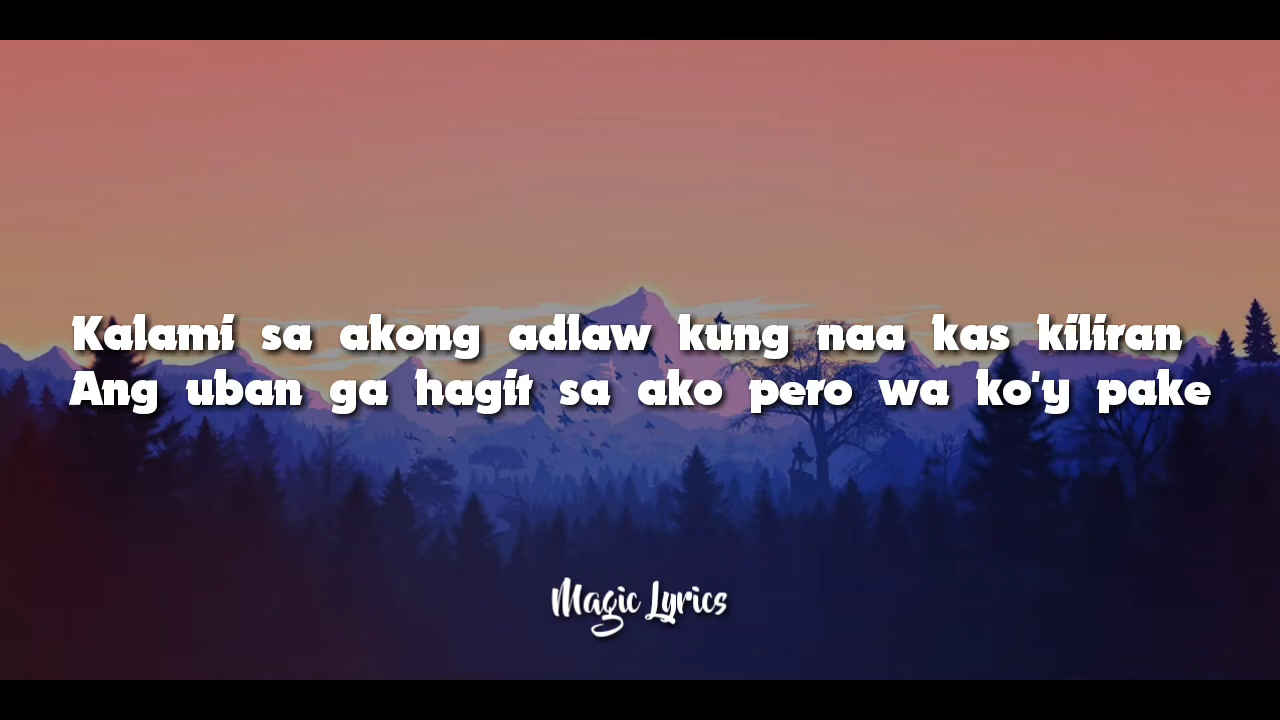 Kalami sa akong adlaw kung naa kas kiliran
Ang uban ga hagit sa ako pero wa ko'y pake
Magic Lyrics